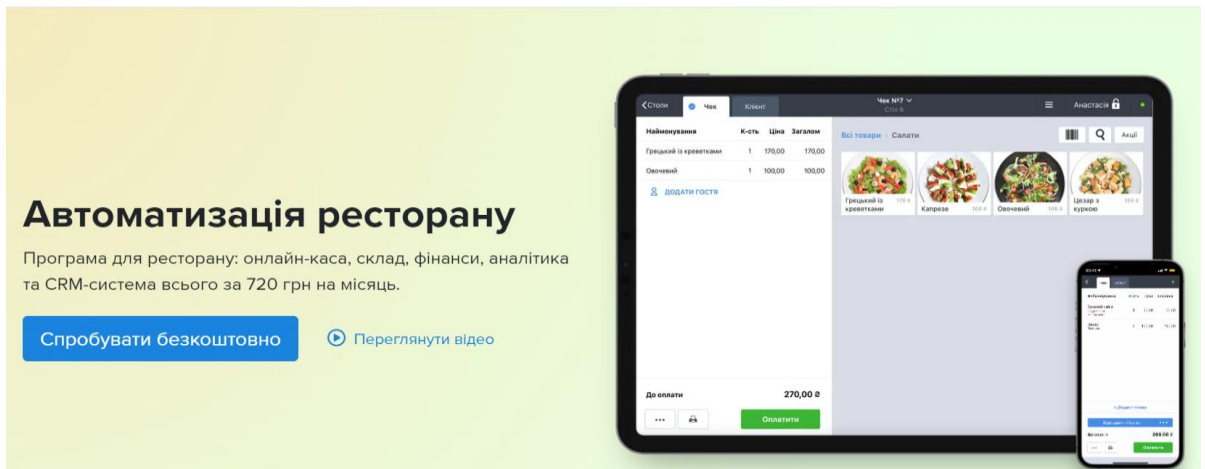 Автоматизація ресторану
Програма для ресторану: онлайн-каса, склад, фінанси, аналітика
та CRM-система всього за 720 грн на місяць.
Спробувати безкоштовно
Переглянути відео
Столи
Чек
Клієнт
Чек №7
Стіл 6
Анастасія
Найменування К-сть Ціна Загалом
Грецький із креветками 1 170,00 170,00
Овочевий 1 100,00 100,00
ДОДАТИ ГОСТЯ
Всі товари Салати
Акції
Грецький із
креветками
Капрезе
Овочевий
Цезар з
куркою
До оплати 270,00 ₴
Оплатити